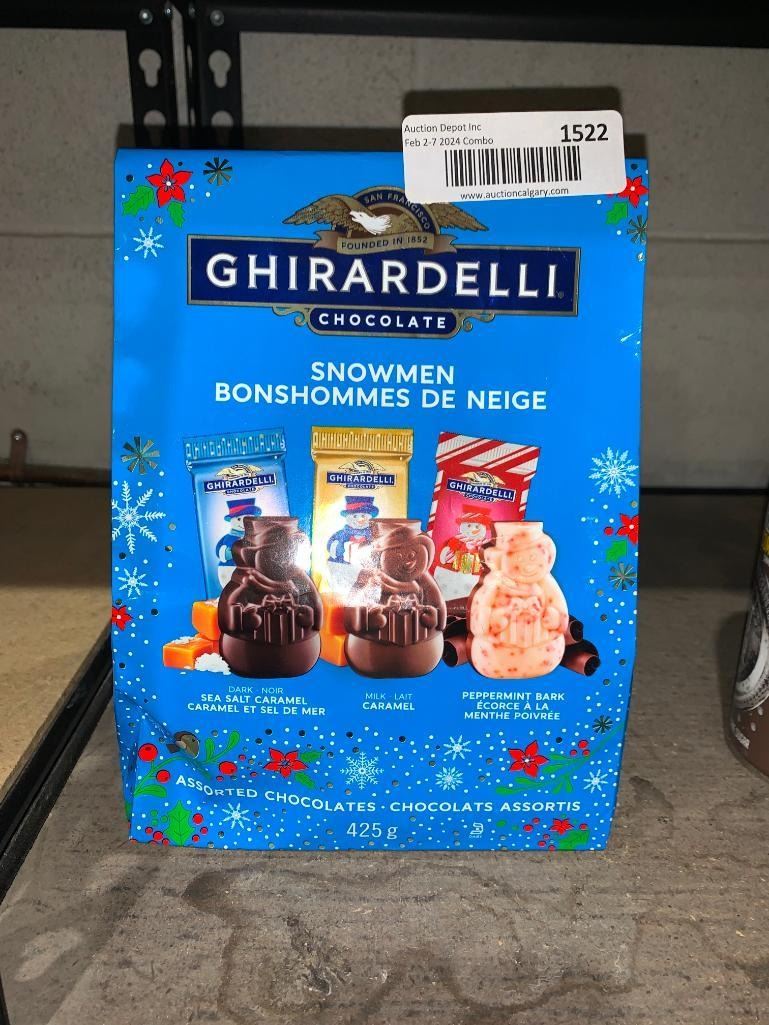 Auction Depot Inc
Feb 2-7 2024 Combo
1522
www.auctioncalgary.com
SAN FRANCISCO
FOUNDED IN 1852
GHIRARDELLI
CHOCOLATE
SNOWMEN
BONSHOMMES DE NEIGE
GHIRARDELLI
CHOCOLATE
GHIRARDELLI
CHOCOLATE
GHIRARDELLI
DARK · NOIR
SEA SALT CARAMEL
CARAMEL ET SEL DE MER
MILK · LAIT
CARAMEL
PEPPERMINT BARK
ÉCORCE À LA
MENTHE POIVRÉE
ASSORTED CHOCOLATES · CHOCOLATS ASSORTIS
425 g